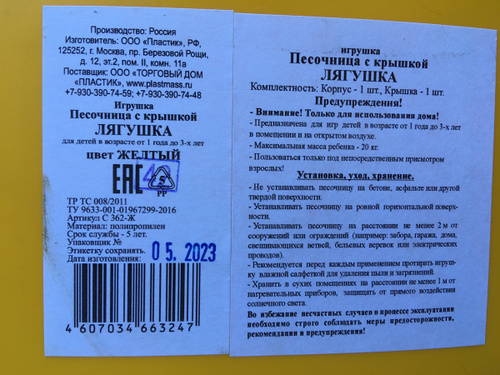 Производство: Россия
Изготовитель: ООО «Пластик», РФ,
125252, г. Москва, пр. Березовой Рощи,
д. 12, эт.2, пом. II, комн. 11а
Поставщик: ООО «ТОРГОВЫЙ ДОМ
«ПЛАСТИК», www.plastmass.ru
+7-930-390-74-59; +7-930-390-74-48
Игрушка
Песочница с крышкой
ЛЯГУШКА
для детей в возрасте от 1 года до 3-х лет
цвет ЖЕЛТЫЙ
ЕАС
5
PP
ТР ТС 008/2011
ТУ 9633-001-01967299-2016
Артикул: С 362-Ж
Материал: полипропилен
Срок службы - 5 лет.
Упаковщик №
Этикетку сохранять.
Дата изготовления:
05.2023
4607034663247
игрушка
Песочница с крышкой
ЛЯГУШКА
Комплектность: Корпус - 1 шт., Крышка - 1 шт.
Предупреждения!
- Внимание! Только для использования дома!
- Предназначена для игр детей в возрасте от 1 года до 3-х лет
в помещении и на открытом воздухе.
- Максимальная масса ребенка - 20 кг.
- Пользоваться только под непосредственным присмотром
взрослых!
Установка, уход, хранение.
- Не устанавливать песочницу на бетоне, асфальте или другой
твердой поверхности.
- Устанавливать песочницу на ровной горизонтальной поверх-
ности.
- Устанавливать песочницу на расстоянии не менее 2 м от
сооружений или ограждений (например: забора, гаража, дома,
свешивающихся ветвей, бельевых веревок или электрических
проводов).
- Рекомендуется перед каждым применением протирать игруш-
ку влажной салфеткой для удаления пыли и загрязнений.
- Хранить в сухих помещениях на расстоянии не менее 1 м от
нагревательных приборов, защищать от прямого воздействия
солнечного света.
Во избежание несчастных случаев в процессе эксплуатации
необходимо строго соблюдать меры предосторожности,
рекомендации и предупреждения!